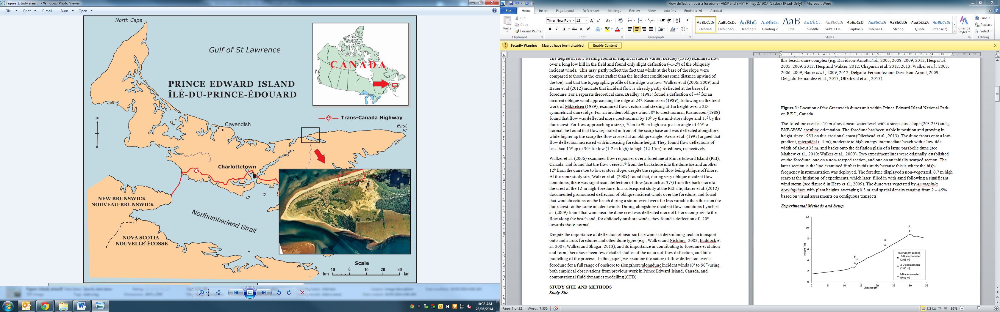 Figure 1study area.tif - Windows Photo Viewer
File Print E-mail Burn Open
North Cape
Gulf of St Lawrence
CANADA
PRINCE EDWARD ISLAND
ÎLÊ-DU-PRINCE-ÉDOUARD
Trans-Canada Highway
N
Cavendish
East
Pt
Charlottetown
NEW BRUNSWICK
NOUVEAU-BRUNSWICK
Northumberland Strait
NOVA SCOTIA
NOUVELLE-ÉCOSSE
Scale
10 0 10 20 30
km km
10:38 AM
28/05/2014
Flow deflection over a foredune -HESP and SMYTH may 27 2014 (2).docx [Read-Only] - Microsoft Word
File Home Insert Page Layout References Mailings Review View Add-Ins EndNote X6 Acrobat
Paste
Cut
Copy
Format Painter
Clipboard
Times New Rom 12
Font
Paragraph
AaBbCcDc AaBbCcDc AaBbC AaBbCc AaB AaBbCc. AaBbCcDc AaBbCcDc AaBbCcDc AaBbCcDc AaBbCcDc AaBbCcDc
¶ Normal ¶ No Spaci... Heading 1 Heading 2 Title Subtitle Subtle Em... Emphasis Intense E... Strong Quote Intense Q...
Change
Styles
Styles
Find
Replace
Select
Editing
Security Warning Macros have been disabled. Enable Content
The degree of flow steering found in empirical studies varies. Bradley (1983) examined flow
over a long low hill in the field and found only slight deflection (~1-2⁰) of the obliquely
incident winds. This may partly reflect the fact that winds at the base of the slope were
compared to those at the crest (rather than the incident conditions some distance upwind of
the toe), and that the topographic profile of the ridge was low. Walker et al (2006; 2009) and
Bauer et al (2012) indicate that incident flow is already partly deflected at the base of a
foredune. For a separate theoretical case, Bradley (1983) found a deflection of ~4⁰ for an
incident oblique wind approaching the ridge at 24⁰. Rasmussen (1989), following on the field
work of Mikkelsen (1989), examined flow vectors and steering at 1m height over a 2D
symmetrical dune ridge. For an incident oblique wind 30⁰ to crest-normal, Rasmussen (1989)
found that flow was deflected more crest-normal by 10⁰ by the mid-stoss slope and 15⁰ by the
dune crest. For flow approaching a steep, 70 m to 90 m high scarp at an angle of 45⁰ to
normal, he found that flow separated in front of the scarp base and was deflected alongshore,
while higher up the scarp the flow crossed at an oblique angle. Arens et al. (1995) argued that
flow deflection increased with increasing foredune height. They found flow deflections of
less than 15⁰ up to 30⁰ for low (1-2 m high) to high (12-15m) foredunes, respectively.
Walker et al. (2006) examined flow responses over a foredune at Prince Edward Island (PEI),
Canada, and found that the flow veered 7⁰ from the backshore into the dune toe and another
12⁰ from the dune toe to lower stoss slope, despite the regional flow being oblique offshore.
At the same study site, Walker et al. (2009) found that, during very oblique incident flow
conditions, there was significant deflection of flow (as much as 37⁰) from the backshore to
the crest of the 12-m high foredune. In a subsequent study at the PEI site, Bauer et al. (2012)
documented pronounced deflection of oblique incident winds over the foredune, and found
that wind directions on the beach during a storm event were far less variable than those on the
dune crest for the same incident winds. During alongshore incident flow conditions Lynch et
al. (2009) found that wind near the dune crest was deflected more offshore compared to the
flow along the beach and, for obliquely onshore winds, they found a deflection of ~20⁰
towards shore-normal.
Despite the importance of deflection of near-surface winds in determining aeolian transport
onto and across foredunes and other dune types (e.g., Walker and Nickling, 2002; Baddock et
al. 2007; Walker and Shugar, 2013), and its importance in contributing to foredune evolution
and form, there have been few detailed studies of the nature of flow deflection, and little
modelling of the process. In this paper, we examine the nature of flow deflection over a
foredune for a full range of onshore to alongshore/alongdune incident winds (0° to 90⁰) using
both empirical observations from previous work in Prince Edward Island, Canada, and
computational fluid dynamics modelling (CFD).
STUDY SITE AND METHODS
Study Site
this beach-dune complex (e.g. Davidson-Arnott et al., 2003, 2008, 2009, 2012; Hesp et al,
2005, 2009, 2013; Hesp and Walker, 2012; Chapman et al, 2012, 2013; Walker et al., 2003,
2006, 2009; Bauer et al., 2009, 2012; Delgado-Fernandez and Davidson-Arnott, 2009;
Delgado-Fernandez et al., 2013; Ollerhead et al., 2013).
Figure 1: Location of the Greenwich dunes unit within Prince Edward Island National Park
on P.E.I., Canada.
The foredune crest is ~10 m above mean water level with a steep stoss slope (20°-25°) and a
ENE-WSW crestline orientation. The foredune has been stable in position and growing in
height since 1953 on this erosional coast (Ollerhead et al., 2013). The dune fronts onto a low-
gradient, microtidal (~1 m), moderate to high energy intermediate beach with a low-tide
width of about 35 m, and backs onto the deflation plain of a large parabolic dune (see
Mathew et al., 2010; Walker et al., 2009). Two experiment lines were originally established
on the foredune, one on a non-scarped section, and one on an initially scarped section. The
latter section is the line examined further in this study because this is where the high-
frequency instrumentation was deployed. The foredune displayed a non-vegetated, 0.7 m high
scarp at the initiation of experiments, which later filled in with sand following a significant
wind storm (see figure 6 in Hesp et al., 2009). The dune was vegetated by Ammophila
breviligulata, with plant heights averaging 0.3 m and spatial density ranging from 2 – 45%
based on visual assessments on contiguous transects.
Experimental Methods and Setup
12
10
8
6
4
2
0
Height (m)
0 5 10 15 20 25 30 35
Distance (m)
Instrument Legend
3-D anemometer
(2.05 m)
3-D anemometer
(1.66 m)
3-D anemometer
(0.66 m)
Page: 4 of 22 Words: 7,530 96%